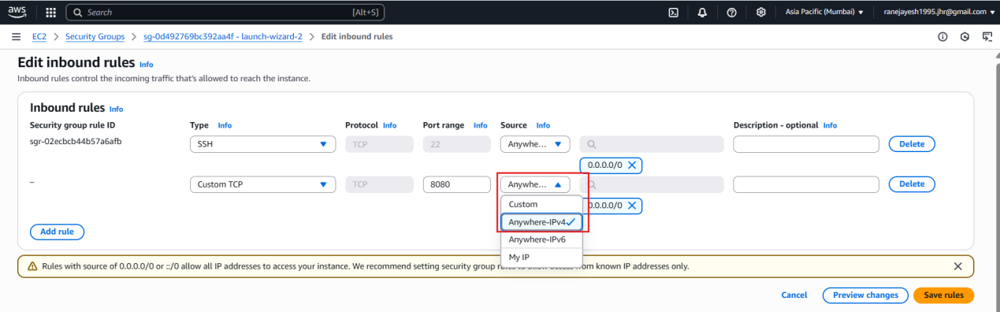 aws Search [Alt+S] Asia Pacific (Mumbai) ranejayesh1995.jhr@gmail.com
EC2 > Security Groups > sg-0d492769bc392aa4f - launch-wizard-2 > Edit inbound rules
Edit inbound rules Info
Inbound rules control the incoming traffic that's allowed to reach the instance.
Inbound rules Info
Security group rule ID Type Info Protocol Info Port range Info Source Info Description - optional Info
sgr-02ecbcb44b57a6afb SSH TCP 22 Anywhe... Delete
0.0.0.0/0
– Custom TCP TCP 8080 Anywhe... Delete
Custom 0.0.0.0/0
Anywhere-IPv4
Anywhere-IPv6
My IP
Add rule
Rules with source of 0.0.0.0/0 or ::/0 allow all IP addresses to access your instance. We recommend setting security group from known IP addresses only.
Cancel Preview changes Save rules